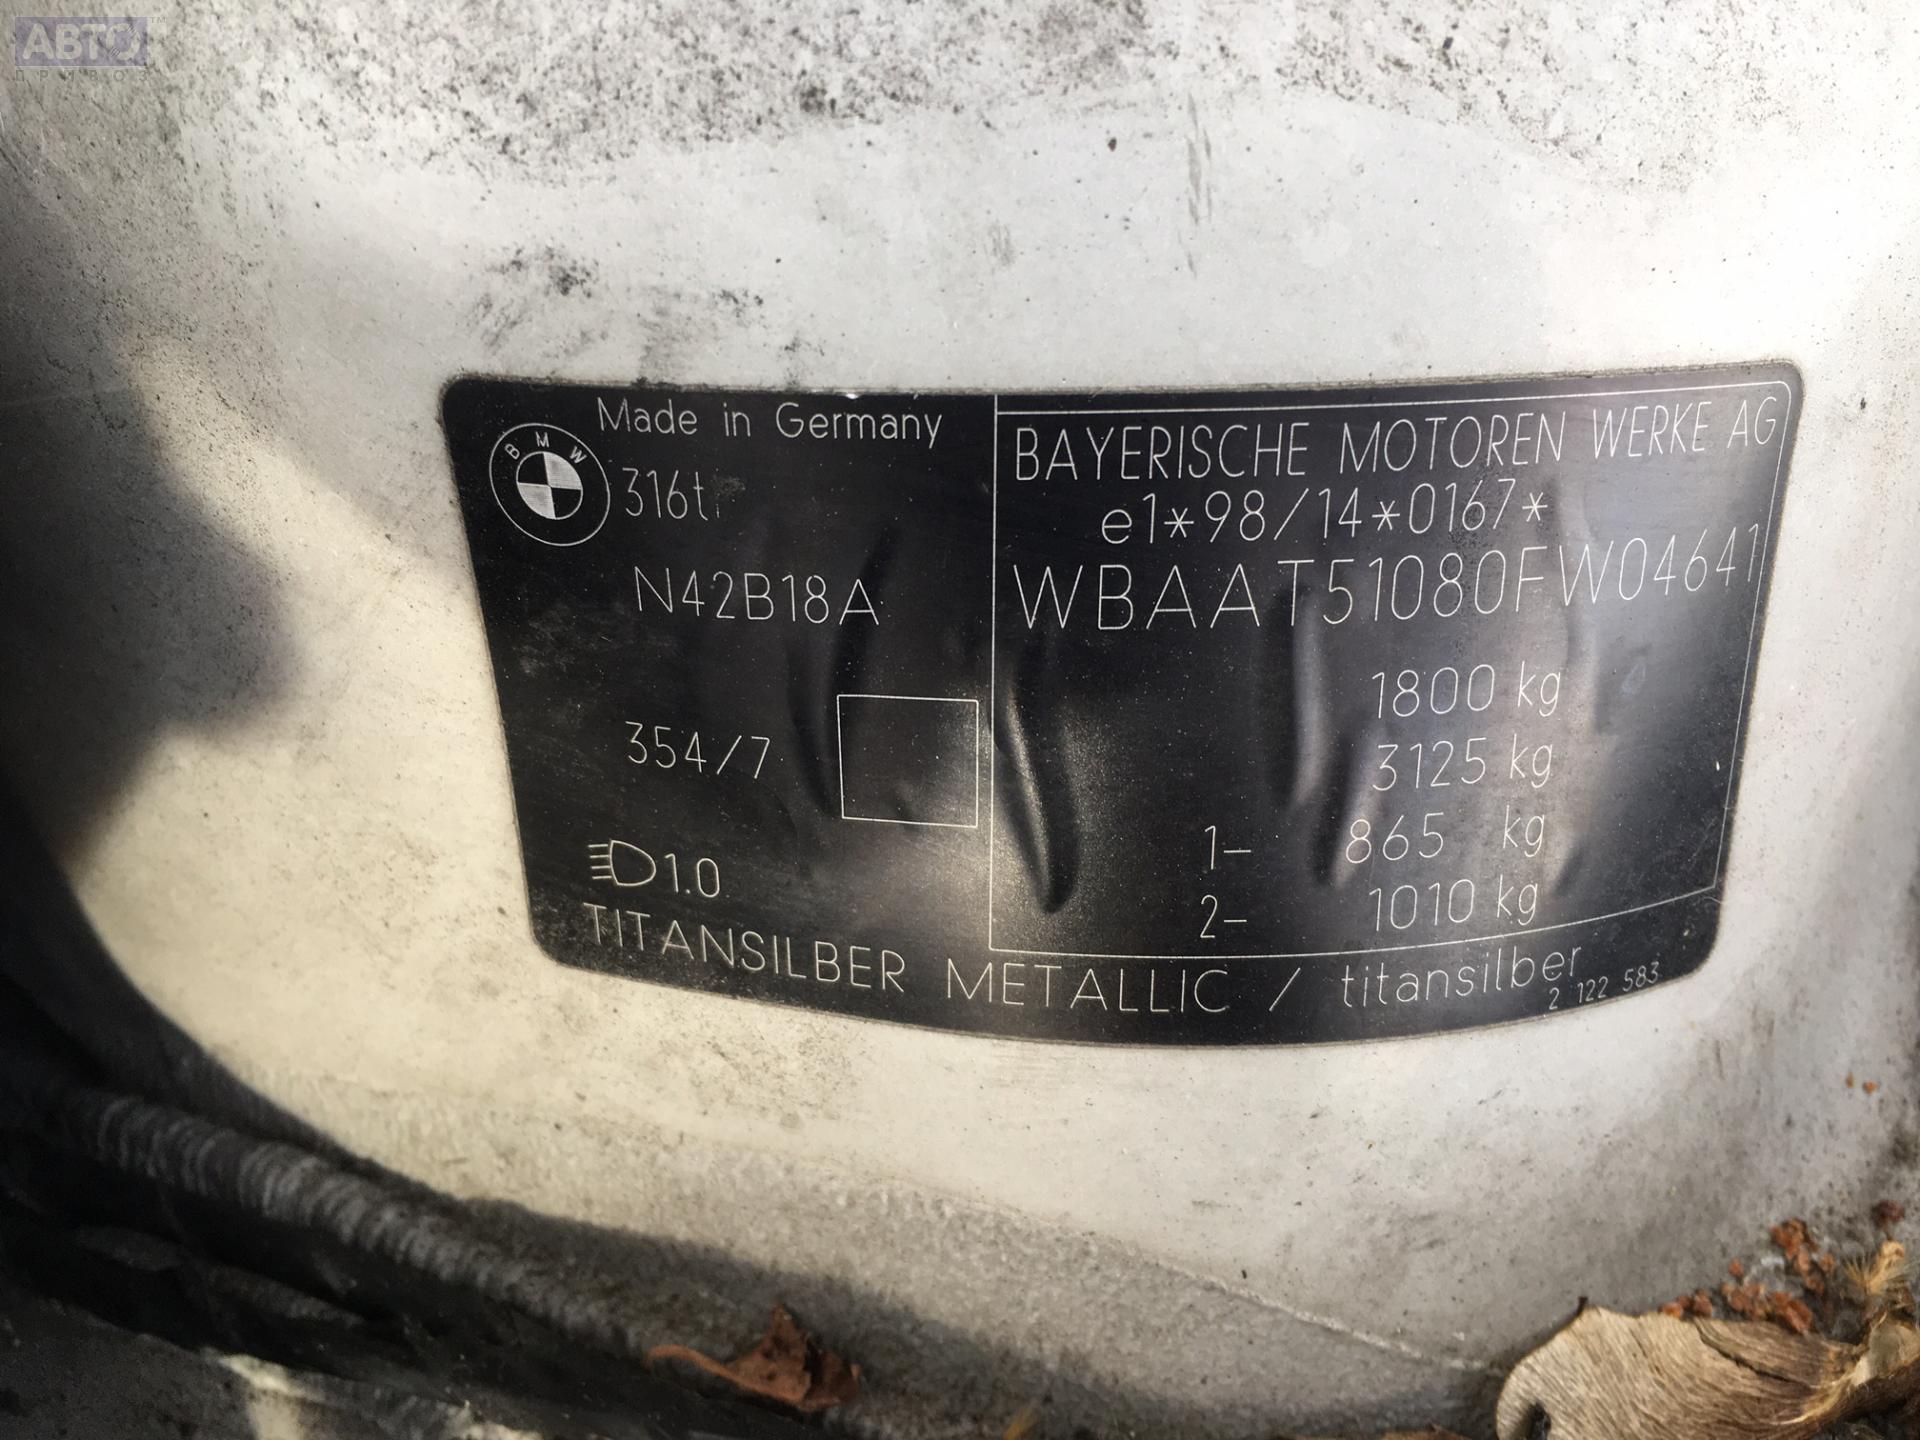 АВТО
ПРИВОЗ
Made in Germany
BMW
316ti
N42B18A
354/7
1.0
BAYERISCHE MOTOREN WERKE AG
e1*98/14*0167*
WBAAT51080FW04641
1800 kg
3125 kg
1- 865 kg
2- 1010 kg
TITANSILBER METALLIC / titansilber
2 122 583